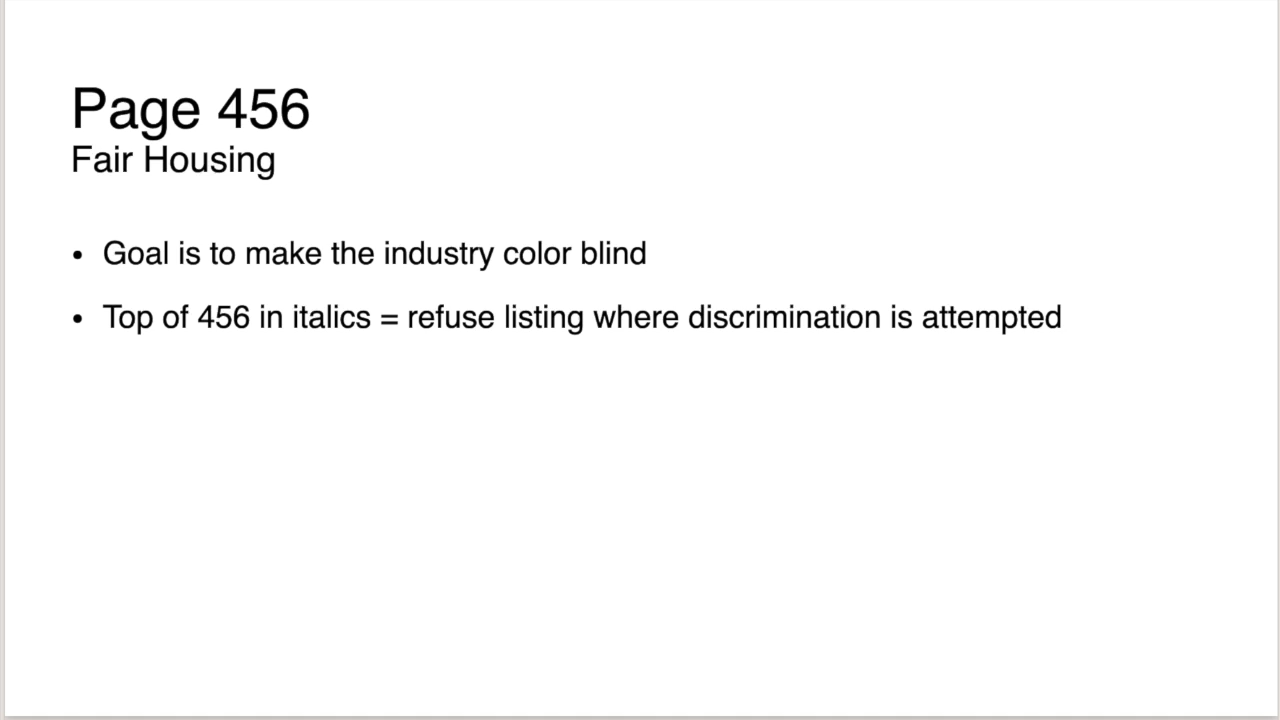 Page 456
Fair Housing
• Goal is to make the industry color blind
• Top of 456 in italics = refuse listing where discrimination is attempted